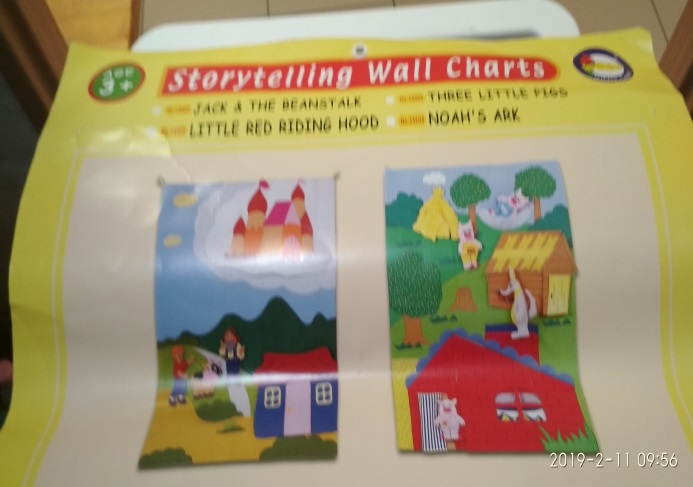 AGE
3+
Storytelling Wall Charts
JACK & THE BEANSTALK
THREE LITTLE PIGS
LITTLE RED RIDING HOOD
NOAH'S ARK
2019-2-11 09:56